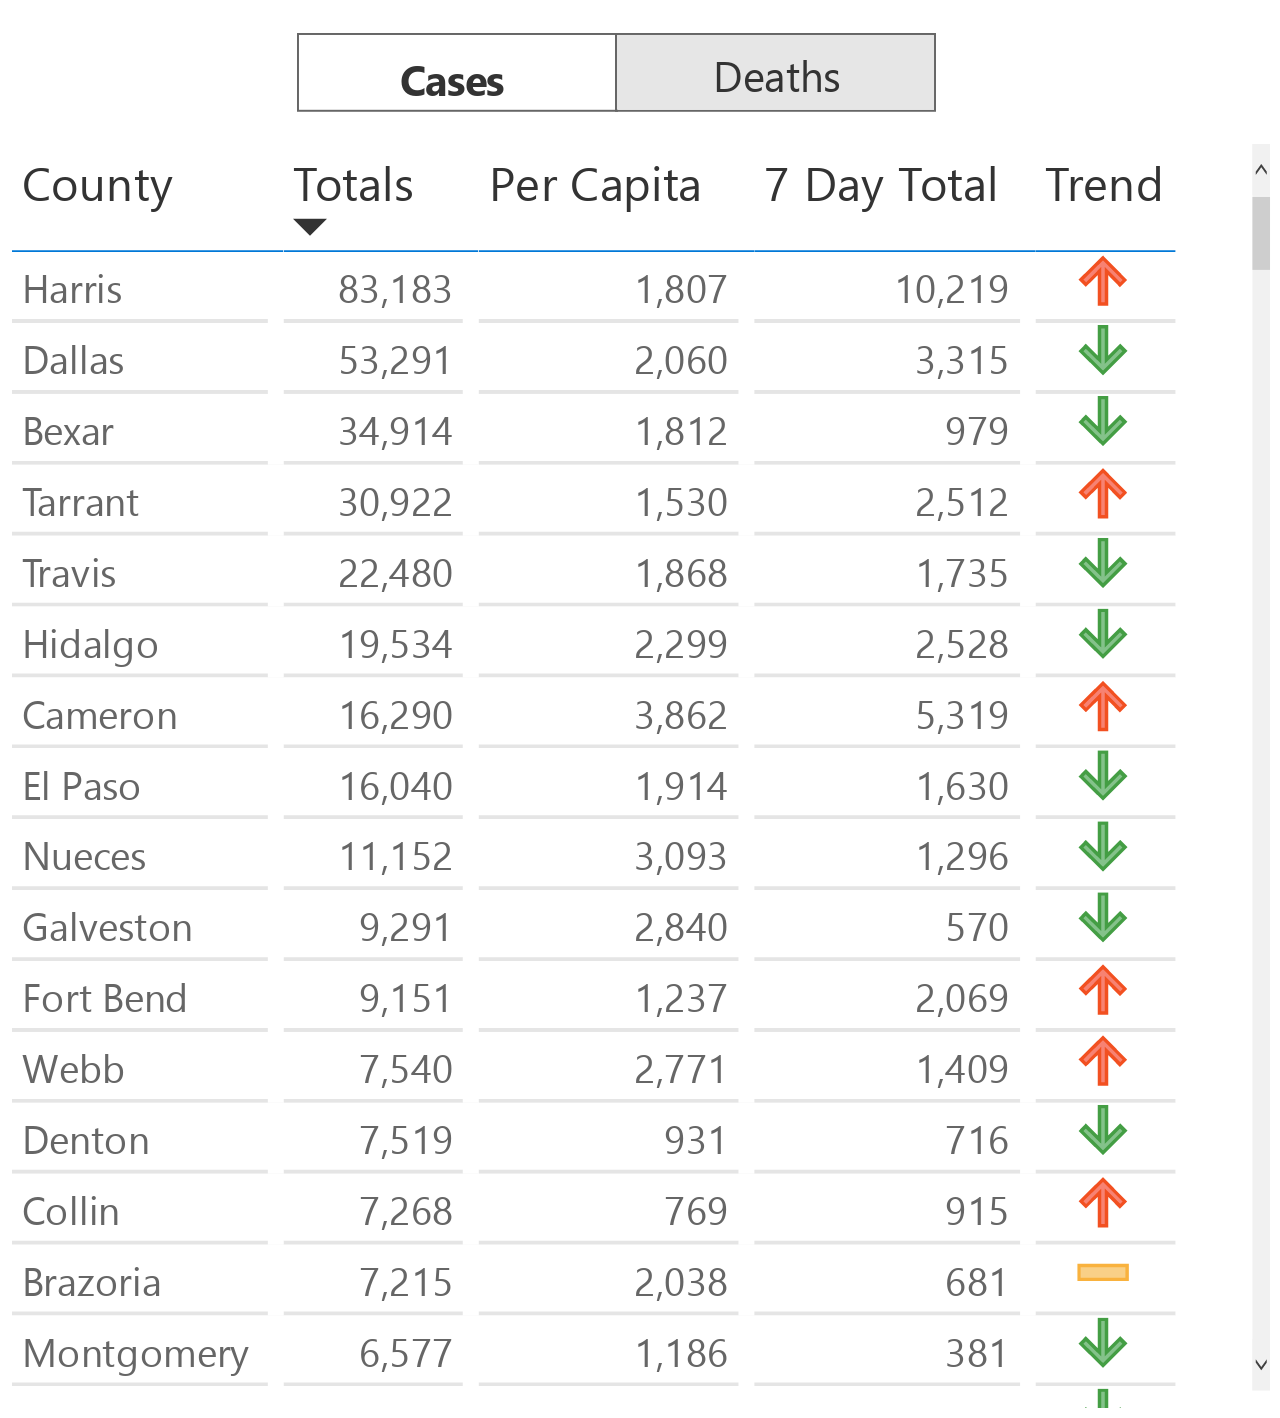 Cases Deaths
County Totals Per Capita 7 Day Total Trend
Harris 83,183 1,807 10,219
Dallas 53,291 2,060 3,315
Bexar 34,914 1,812 979
Tarrant 30,922 1,530 2,512
Travis 22,480 1,868 1,735
Hidalgo 19,534 2,299 2,528
Cameron 16,290 3,862 5,319
El Paso 16,040 1,914 1,630
Nueces 11,152 3,093 1,296
Galveston 9,291 2,840 570
Fort Bend 9,151 1,237 2,069
Webb 7,540 2,771 1,409
Denton 7,519 931 716
Collin 7,268 769 915
Brazoria 7,215 2,038 681
Montgomery 6,577 1,186 381